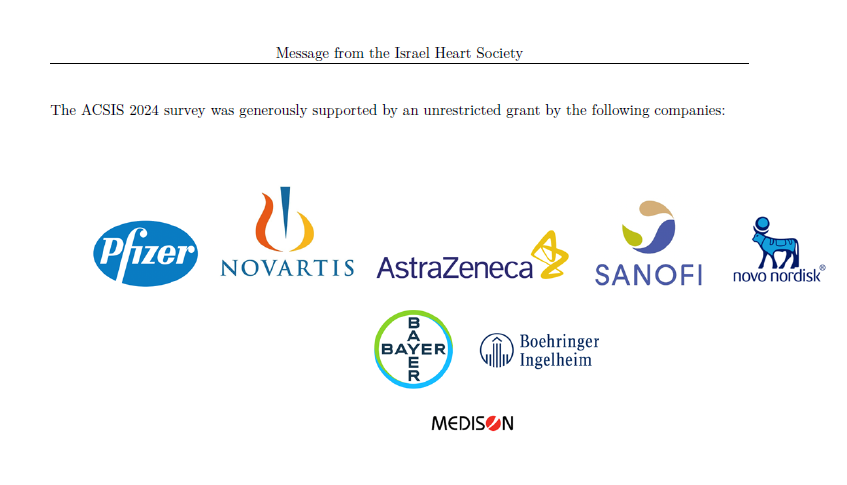 Message from the Israel Heart Society
The ACSIS 2024 survey was generously supported by an unrestricted grant by the following companies:
Pfizer
NOVARTIS
AstraZeneca
SANOFI
novo nordisk®
BAYER
BAYER
Boehringer
Ingelheim
MEDISON